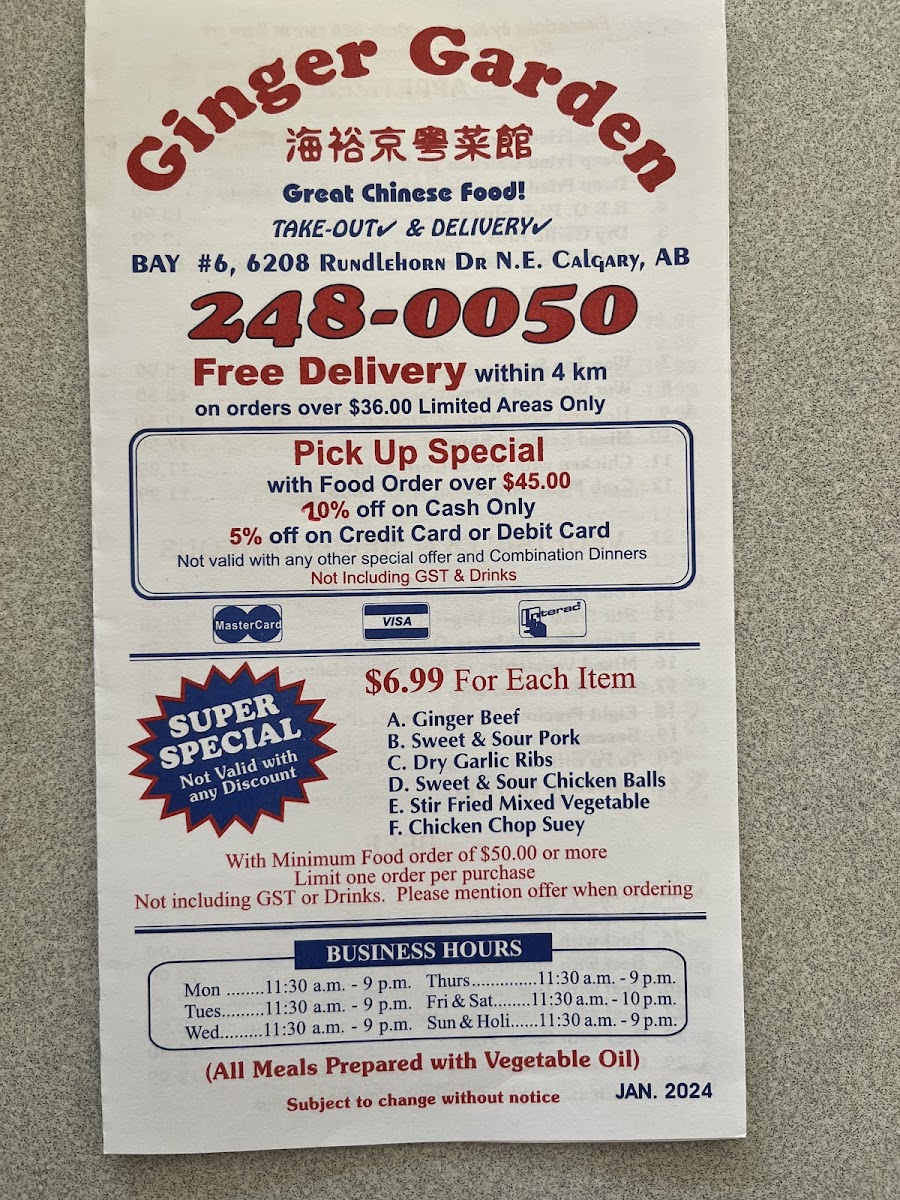 Ginger Garden
海裕京粵菜館
Great Chinese Food!
TAKE-OUT✓ & DELIVERY✓
BAY #6, 6208 RUNDLEHORN DR N.E. CALGARY, AB
248-0050
Free Delivery within 4 km
on orders over $36.00 Limited Areas Only
Pick Up Special
with Food Order over $45.00
10% off on Cash Only
5% off on Credit Card or Debit Card
Not valid with any other special offer and Combination Dinners
Not Including GST & Drinks
MasterCard VISA Interac
SUPER
SPECIAL
Not Valid with
any Discount
$6.99 For Each Item
A. Ginger Beef
B. Sweet & Sour Pork
C. Dry Garlic Ribs
D. Sweet & Sour Chicken Balls
E. Stir Fried Mixed Vegetable
F. Chicken Chop Suey
With Minimum Food order of $50.00 or more
Limit one order per purchase
Not including GST or Drinks. Please mention offer when ordering
BUSINESS HOURS
Mon ........11:30 a.m. - 9 p.m.
Tues.........11:30 a.m. - 9 p.m.
Wed.........11:30 a.m. - 9 p.m.
Thurs..............11:30 a.m. - 9 p.m.
Fri & Sat........11:30 a.m. - 10 p.m.
Sun & Holi......11:30 a.m. - 9 p.m.
(All Meals Prepared with Vegetable Oil)
Subject to change without notice
JAN. 2024